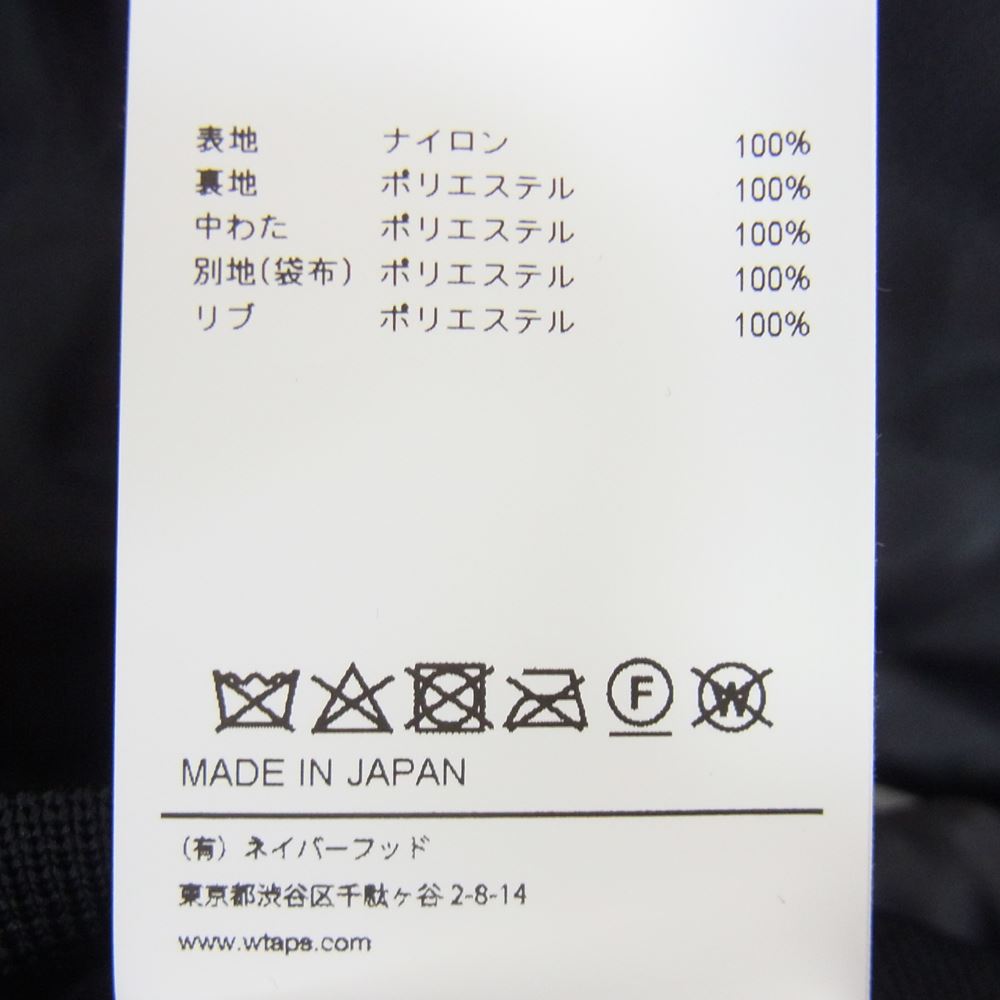 表地 ナイロン 100%
裏地 ポリエステル 100%
中わた ポリエステル 100%
別地(袋布) ポリエステル 100%
リブ ポリエステル 100%
F W
MADE IN JAPAN
(有) ネイバーフッド
東京都渋谷区千駄ヶ谷 2-8-14
www.wtaps.com